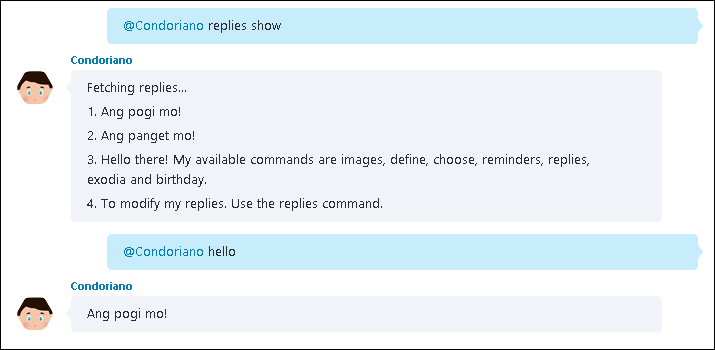 @Condoriano replies show
Condoriano
Fetching replies...
1. Ang pogi mo!
2. Ang panget mo!
3. Hello there! My available commands are images, define, choose, reminders, replies,
exodia and birthday.
4. To modify my replies. Use the replies command.
@Condoriano hello
Condoriano
Ang pogi mo!